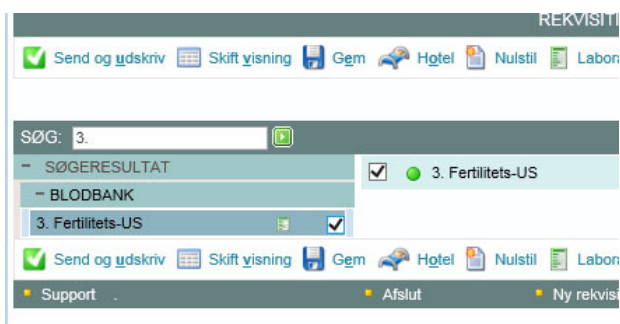 REKVISITI
Send og udskriv Skift visning Gem Hotel Nulstil Labora
SØG: 3.
- SØGERESULTAT
3. Fertilitets-US
- BLODBANK
3. Fertilitets-US
Send og udskriv Skift visning Gem Hotel Nulstil Labora
Support . Afslut Ny rekvisi